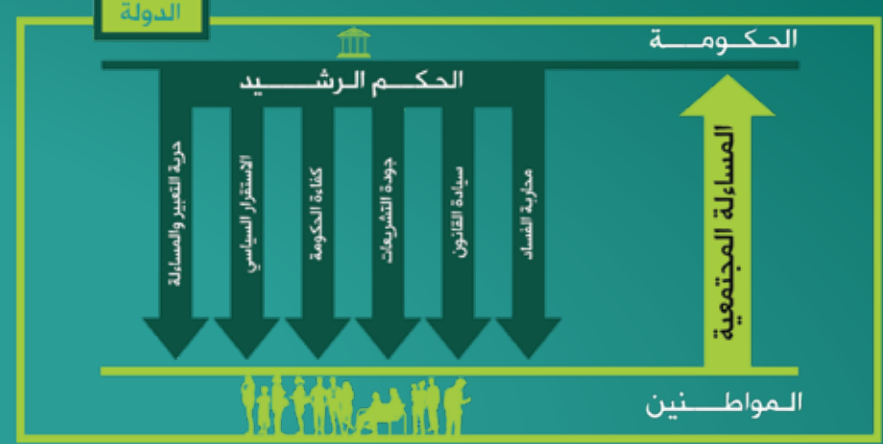 الدولة
الحكومة
الحكم الرشيد
محاربة الفساد
سيادة القانون
جودة التشريعات
كفاءة الحكومة
الاستقرار السياسي
حرية التعبير والمساءلة
المساءلة المجتمعية
المواطنين